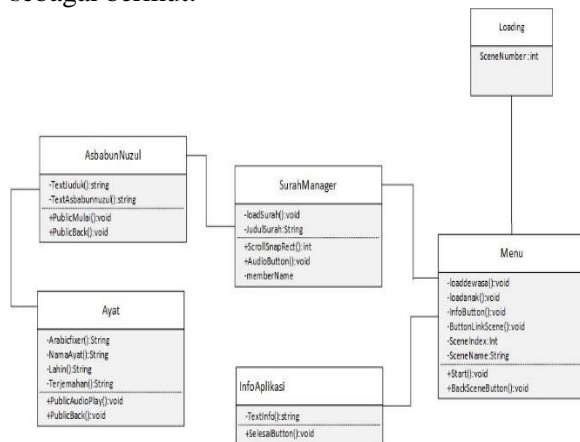 sebagai berikut:
Loading
SceneNumber :int
AsbabunNuzul
-TextJuduk():string
-TextAsbabunnuzul():string
+PublicMulai():void
+PublicBack():void
SurahManager
-loadSurah():void
-JudulSurah:String
+ScrollSnapRect():int
+AudioButton():void
-memberName
Menu
-loaddewasa():void
-loadanak():void
-InfoButton():void
-ButtonLinkScene():void
-SceneIndex:Int
-SceneName:String
+Start():void
+BackSceneButton():void
Ayat
-Arabicfixer():String
-NamaAyat():String
-Lahin():String
-Terjemahan():String
+PublicAudioPlay():void
+PublicBack():void
InfoAplikasi
-TextInfo():string
+SelesaiButton():void